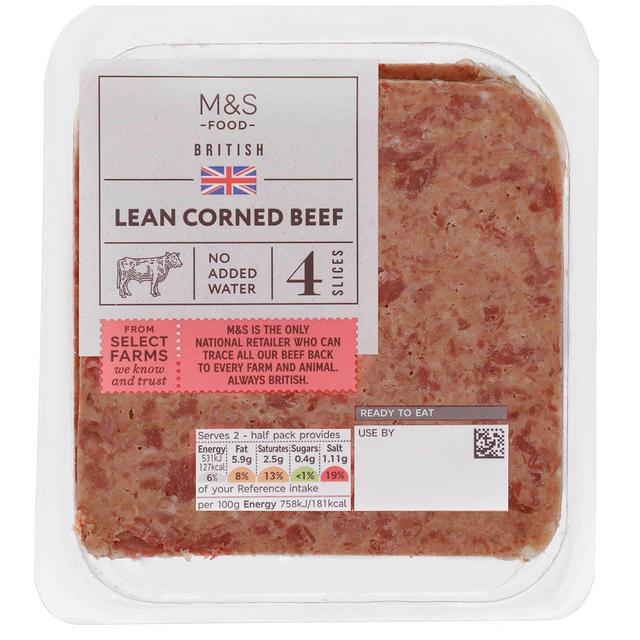 M&S
-FOOD-
BRITISH
LEAN CORNED BEEF
NO
ADDED
WATER
4
SLICES
FROM
SELECT
FARMS
we know
and trust
M&S IS THE ONLY
NATIONAL RETAILER WHO CAN
TRACE ALL OUR BEEF BACK
TO EVERY FARM AND ANIMAL.
ALWAYS BRITISH.
READY TO EAT
USE BY
Serves 2 - half pack provides
Energy Fat Saturates Sugars Salt
531kJ 5.9g 2.5g 0.4g 1.11g
127kcal
6% 8% 13% <1% 19%
of your Reference intake
per 100g Energy 758kJ/181kcal